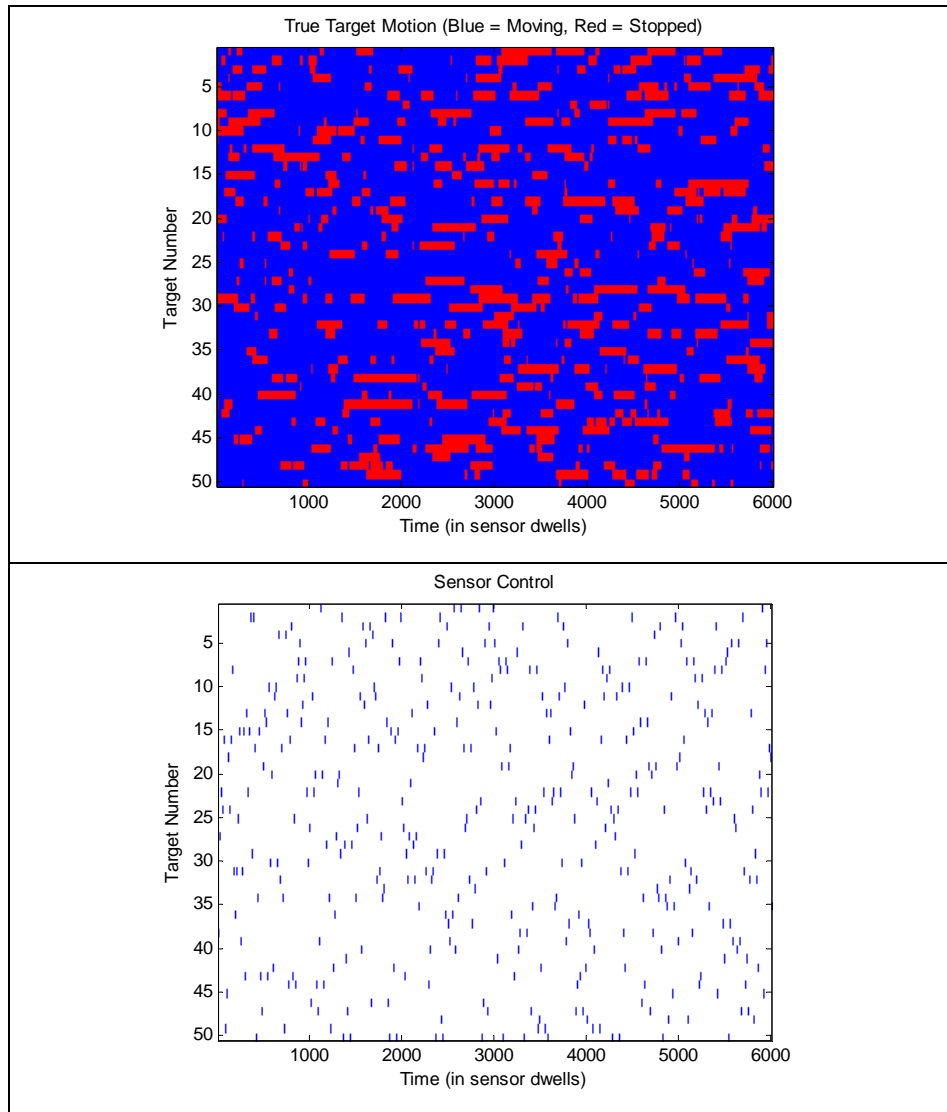 True Target Motion (Blue = Moving, Red = Stopped)
5
10
15
20
25
30
35
40
45
50
Target Number
1000 2000 3000 4000 5000 6000
Time (in sensor dwells)
Sensor Control
5
10
15
20
25
30
35
40
45
50
Target Number
1000 2000 3000 4000 5000 6000
Time (in sensor dwells)